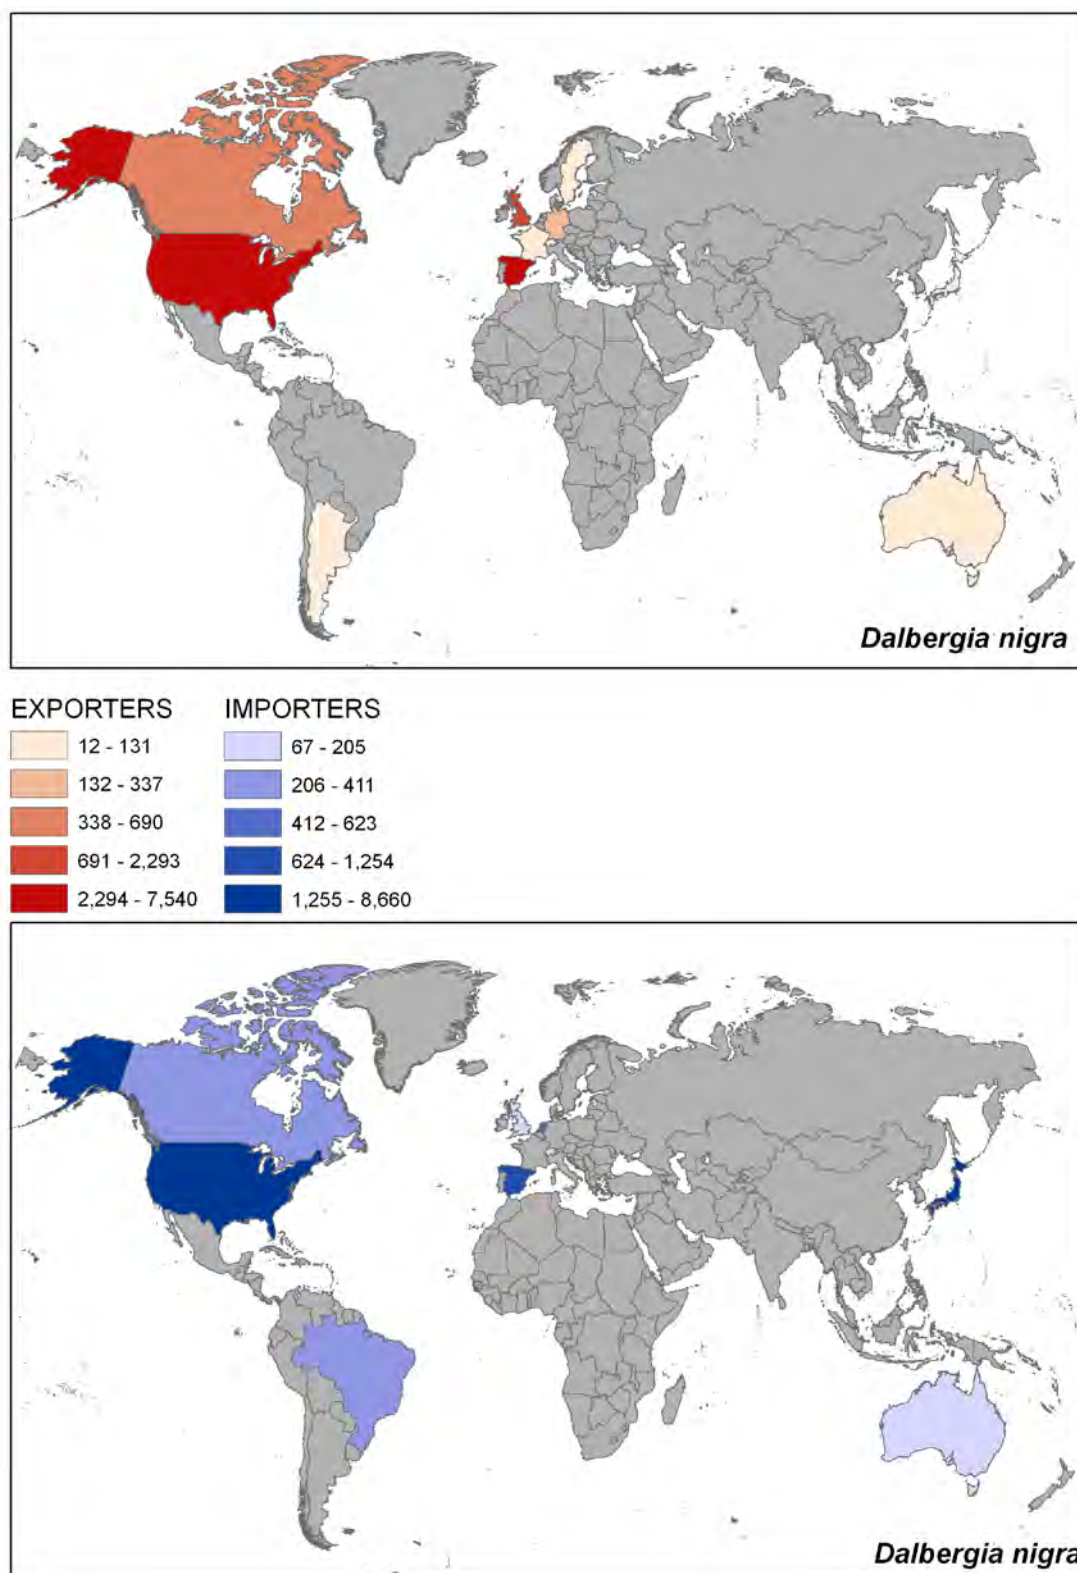 Dalbergia nigra
EXPORTERS IMPORTERS
12 - 131 67 - 205
132 - 337 206 - 411
338 - 690 412 - 623
691 - 2,293 624 - 1,254
2,294 - 7,540 1,255 - 8,660
Dalbergia nigra